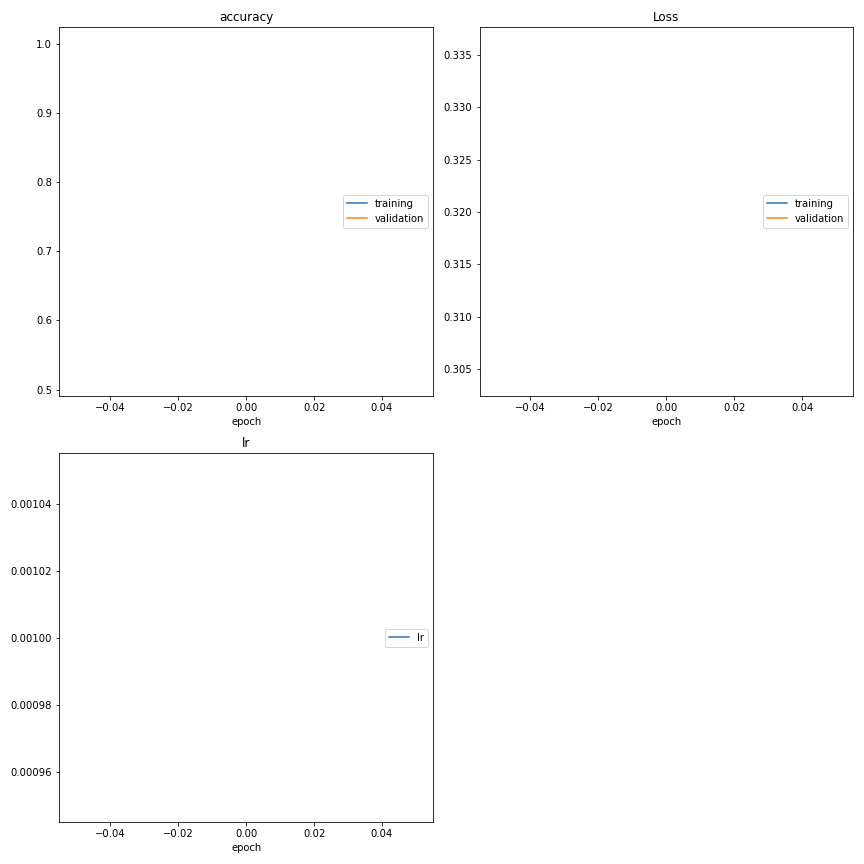 accuracy
1.0
0.9
0.8
0.7
0.6
0.5
training
validation
−0.04 −0.02 0.00 0.02 0.04
epoch
Loss
0.335
0.330
0.325
0.320
0.315
0.310
0.305
training
validation
−0.04 −0.02 0.00 0.02 0.04
epoch
lr
0.00104
0.00102
0.00100
0.00098
0.00096
lr
−0.04 −0.02 0.00 0.02 0.04
epoch